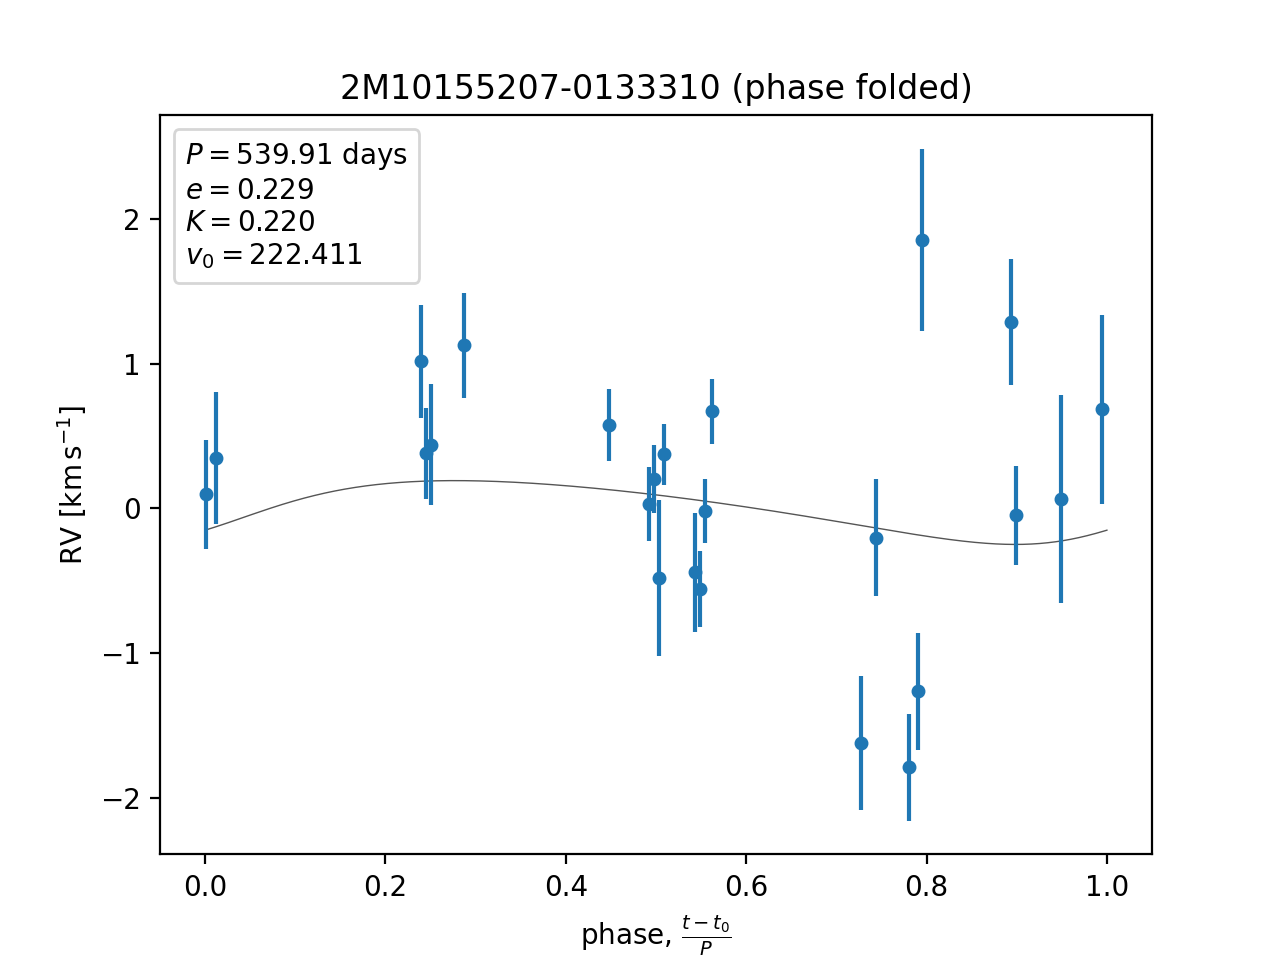 2M10155207-0133310 (phase folded)
P = 539.91 days
e = 0.229
K = 0.220
v₀ = 222.411
RV [km s⁻¹]
2
1
0
−1
−2
0.0 0.2 0.4 0.6 0.8 1.0
phase, (t − t₀)/P